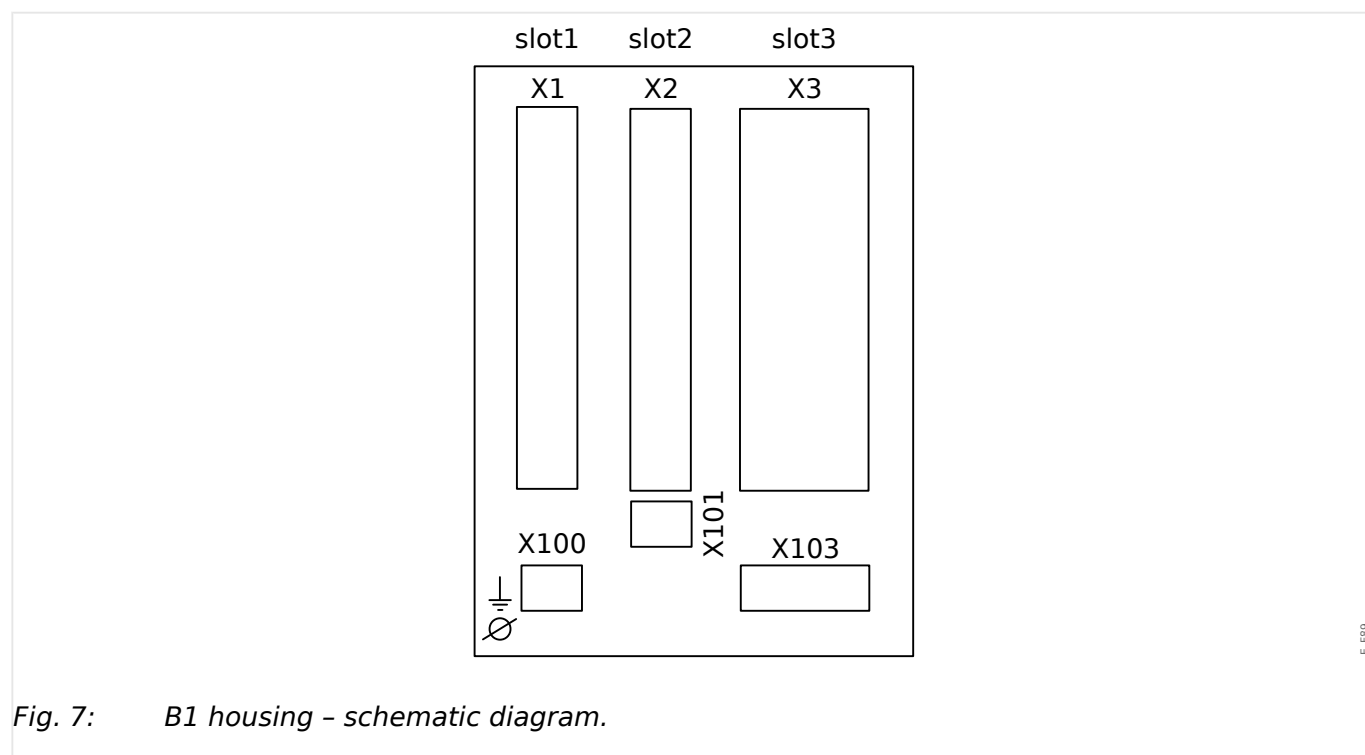 slot1 slot2 slot3
X1 X2 X3
X101
X100 X103
Fig. 7: B1 housing – schematic diagram.